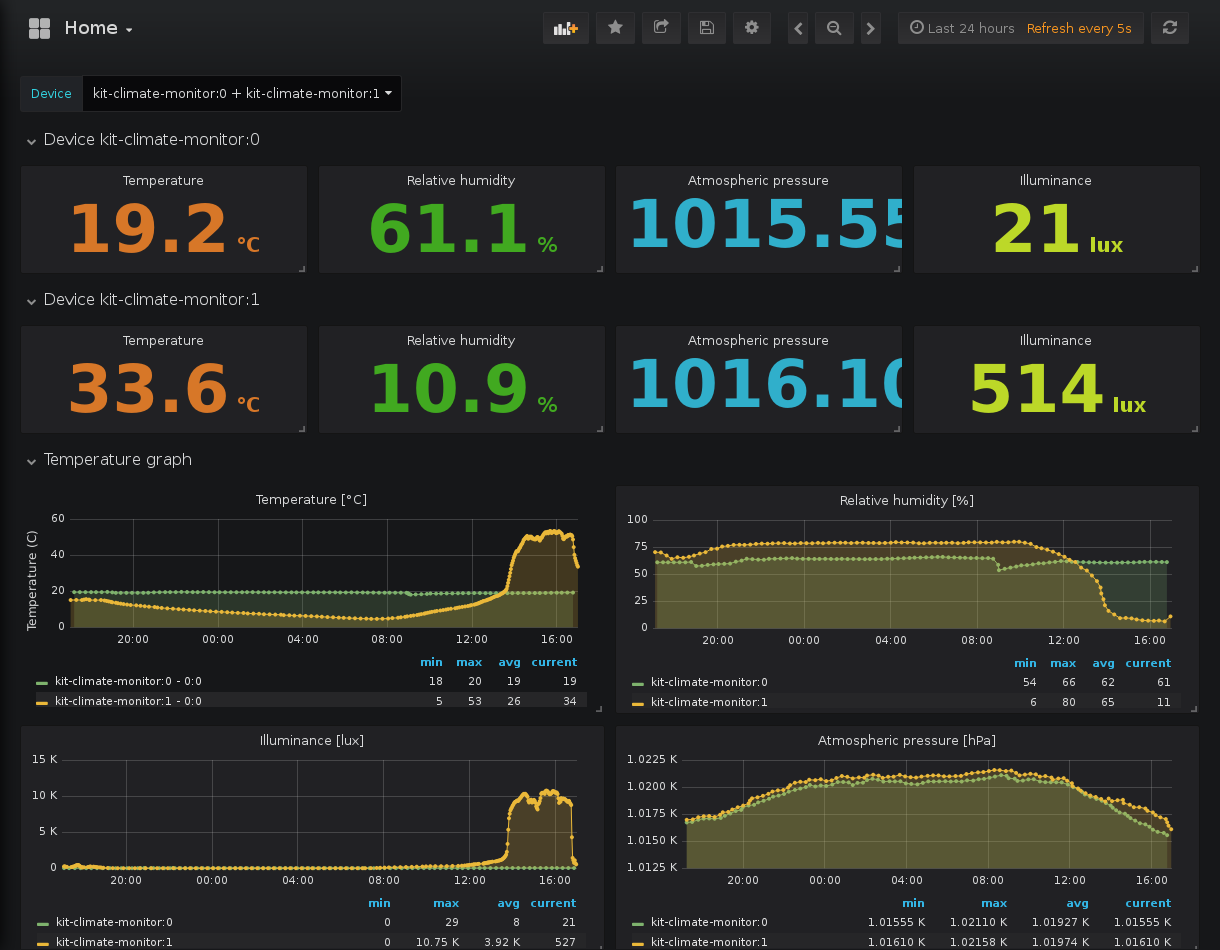 Home
Last 24 hours Refresh every 5s
Device kit-climate-monitor:0 + kit-climate-monitor:1
Device kit-climate-monitor:0
Temperature Relative humidity Atmospheric pressure Illuminance
19.2 °C 61.1 % 1015.55 21 lux
Device kit-climate-monitor:1
Temperature Relative humidity Atmospheric pressure Illuminance
33.6 °C 10.9 % 1016.10 514 lux
Temperature graph
Temperature [°C]
Temperature (C)
60
40
20
0
20:00 00:00 04:00 08:00 12:00 16:00
min max avg current
kit-climate-monitor:0 - 0:0 18 20 19 19
kit-climate-monitor:1 - 0:0 5 53 26 34
Relative humidity [%]
100
75
50
25
0
20:00 00:00 04:00 08:00 12:00 16:00
min max avg current
kit-climate-monitor:0 54 66 62 61
kit-climate-monitor:1 6 80 65 11
Illuminance [lux]
15 K
10 K
5 K
0
20:00 00:00 04:00 08:00 12:00 16:00
min max avg current
kit-climate-monitor:0 0 29 8 21
kit-climate-monitor:1 0 10.75 K 3.92 K 527
Atmospheric pressure [hPa]
1.0225 K
1.0200 K
1.0175 K
1.0150 K
1.0125 K
20:00 00:00 04:00 08:00 12:00 16:00
min max avg current
kit-climate-monitor:0 1.01555 K 1.02110 K 1.01927 K 1.01555 K
kit-climate-monitor:1 1.01610 K 1.02158 K 1.01974 K 1.01610 K